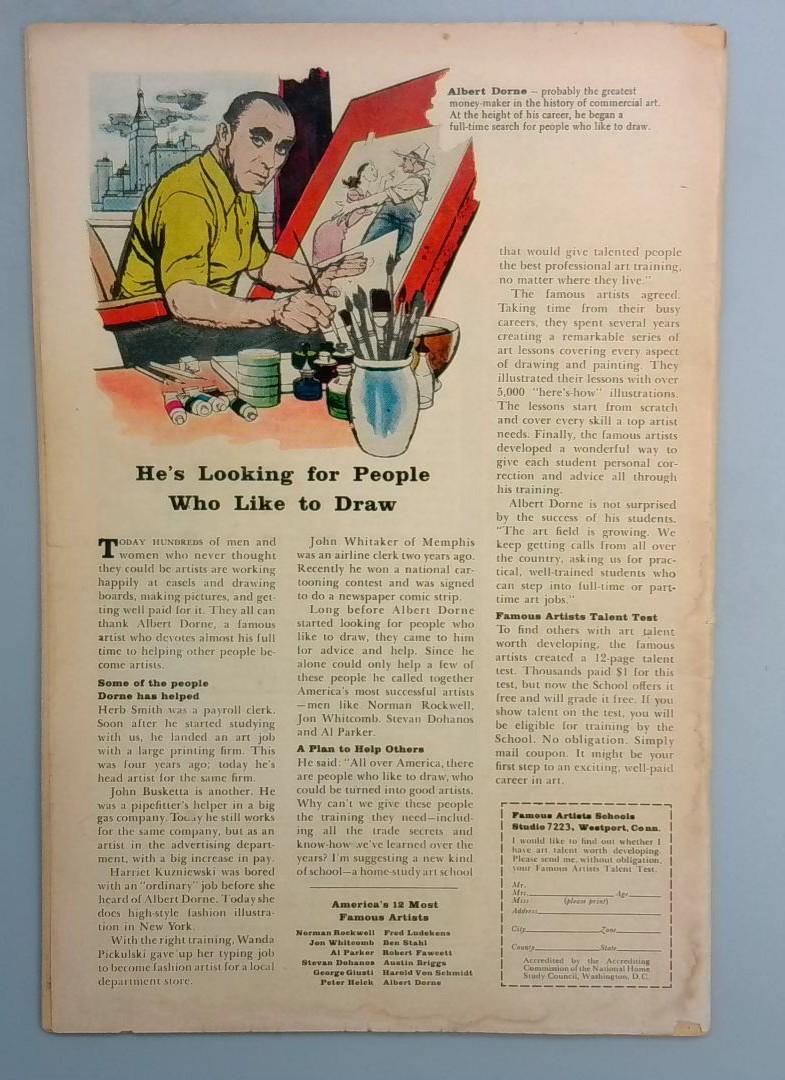 Albert Dorne — probably the greatest
money-maker in the history of commercial art.
At the height of his career, he began a
full-time search for people who like to draw.
He's Looking for People
Who Like to Draw
TODAY HUNDREDS of men and
women who never thought
they could be artists are working
happily at easels and drawing
boards, making pictures, and get-
ting well paid for it. They all can
thank Albert Dorne, a famous
artist who devotes almost his full
time to helping other people be-
come artists.
Some of the people
Dorne has helped
Herb Smith was a payroll clerk.
Soon after he started studying
with us, he landed an art job
with a large printing firm. This
was four years ago; today he's
head artist for the same firm.
John Busketta is another. He
was a pipefitter's helper in a big
gas company. Today he still works
for the same company, but as an
artist in the advertising depart-
ment, with a big increase in pay.
Harriet Kuzniewski was bored
with an "ordinary" job before she
heard of Albert Dorne. Today she
does high-style fashion illustra-
tion in New York.
With the right training, Wanda
Pickulski gave up her typing job
to become fashion artist for a local
department store.
John Whitaker of Memphis
was an airline clerk two years ago.
Recently he won a national car-
tooning contest and was signed
to do a newspaper comic strip.
Long before Albert Dorne
started looking for people who
like to draw, they came to him
for advice and help. Since he
alone could only help a few of
these people he called together
America's most successful artists
—men like Norman Rockwell,
Jon Whitcomb, Stevan Dohanos
and Al Parker.
A Plan to Help Others
He said: "All over America, there
are people who like to draw, who
could be turned into good artists.
Why can't we give these people
the training they need—includ-
ing all the trade secrets and
know-how we've learned over the
years? I'm suggesting a new kind
of school—a home-study art school
America's 12 Most
Famous Artists
Norman Rockwell Fred Ludekens
Jon Whitcomb Ben Stahl
Al Parker Robert Fawcett
Stevan Dohanos Austin Briggs
George Giusti Harold Von Schmidt
Peter Helck Albert Dorne
that would give talented people
the best professional art training,
no matter where they live."
The famous artists agreed.
Taking time from their busy
careers, they spent several years
creating a remarkable series of
art lessons covering every aspect
of drawing and painting. They
illustrated their lessons with over
5,000 "here's-how" illustrations.
The lessons start from scratch
and cover every skill a top artist
needs. Finally, the famous artists
developed a wonderful way to
give each student personal cor-
rection and advice all through
his training.
Albert Dorne is not surprised
by the success of his students.
"The art field is growing. We
keep getting calls from all over
the country, asking us for prac-
tical, well-trained students who
can step into full-time or part-
time art jobs."
Famous Artists Talent Test
To find others with art talent
worth developing, the famous
artists created a 12-page talent
test. Thousands paid $1 for this
test, but now the School offers it
free and will grade it free. If you
show talent on the test, you will
be eligible for training by the
School. No obligation. Simply
mail coupon. It might be your
first step to an exciting, well-paid
career in art.
Famous Artists Schools
Studio 7223, Westport, Conn.
I would like to find out whether I
have art talent worth developing.
Please send me, without obligation,
your Famous Artists Talent Test.
Mr.
Mrs. Age
Miss (please print)
Address
City Zone
County State
Accredited by the Accrediting
Commission of the National Home
Study Council, Washington, D.C.